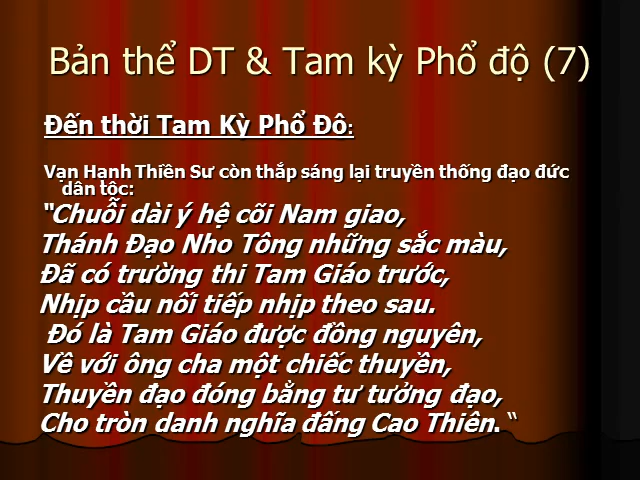 Bản thể DT & Tam kỳ Phổ độ (7)
Đến thời Tam Kỳ Phổ Độ:
Vạn Hạnh Thiền Sư còn thắp sáng lại truyền thống đạo đức
dân tộc:
"Chuỗi dài ý hệ cõi Nam giao,
Thánh Đạo Nho Tông những sắc màu,
Đã có trường thi Tam Giáo trước,
Nhịp cầu nối tiếp nhịp theo sau.
Đó là Tam Giáo được đồng nguyên,
Về với ông cha một chiếc thuyền,
Thuyền đạo đóng bằng tư tưởng đạo,
Cho tròn danh nghĩa đấng Cao Thiên. "